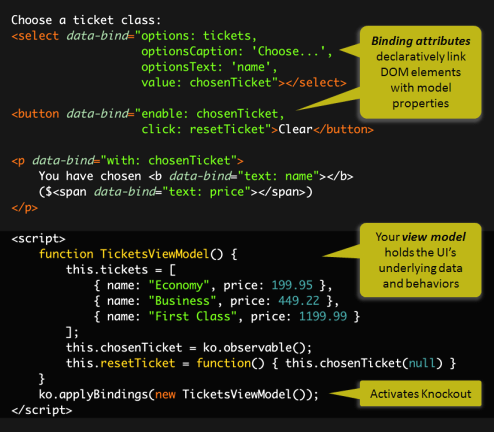 Choose a ticket class:
<select data-bind="options: tickets,
optionsCaption: 'Choose...',
optionsText: 'name',
value: chosenTicket"></select>
Binding attributes
declaratively link
DOM elements
with model
properties
<button data-bind="enable: chosenTicket,
click: resetTicket">Clear</button>
<p data-bind="with: chosenTicket">
You have chosen <b data-bind="text: name"></b>
($<span data-bind="text: price"></span>)
</p>
<script>
function TicketsViewModel() {
this.tickets = [
{ name: "Economy", price: 199.95 },
{ name: "Business", price: 449.22 },
{ name: "First Class", price: 1199.99 }
];
this.chosenTicket = ko.observable();
this.resetTicket = function() { this.chosenTicket(null) }
}
ko.applyBindings(new TicketsViewModel());
</script>
Your view model
holds the UI's
underlying data
and behaviors
Activates Knockout